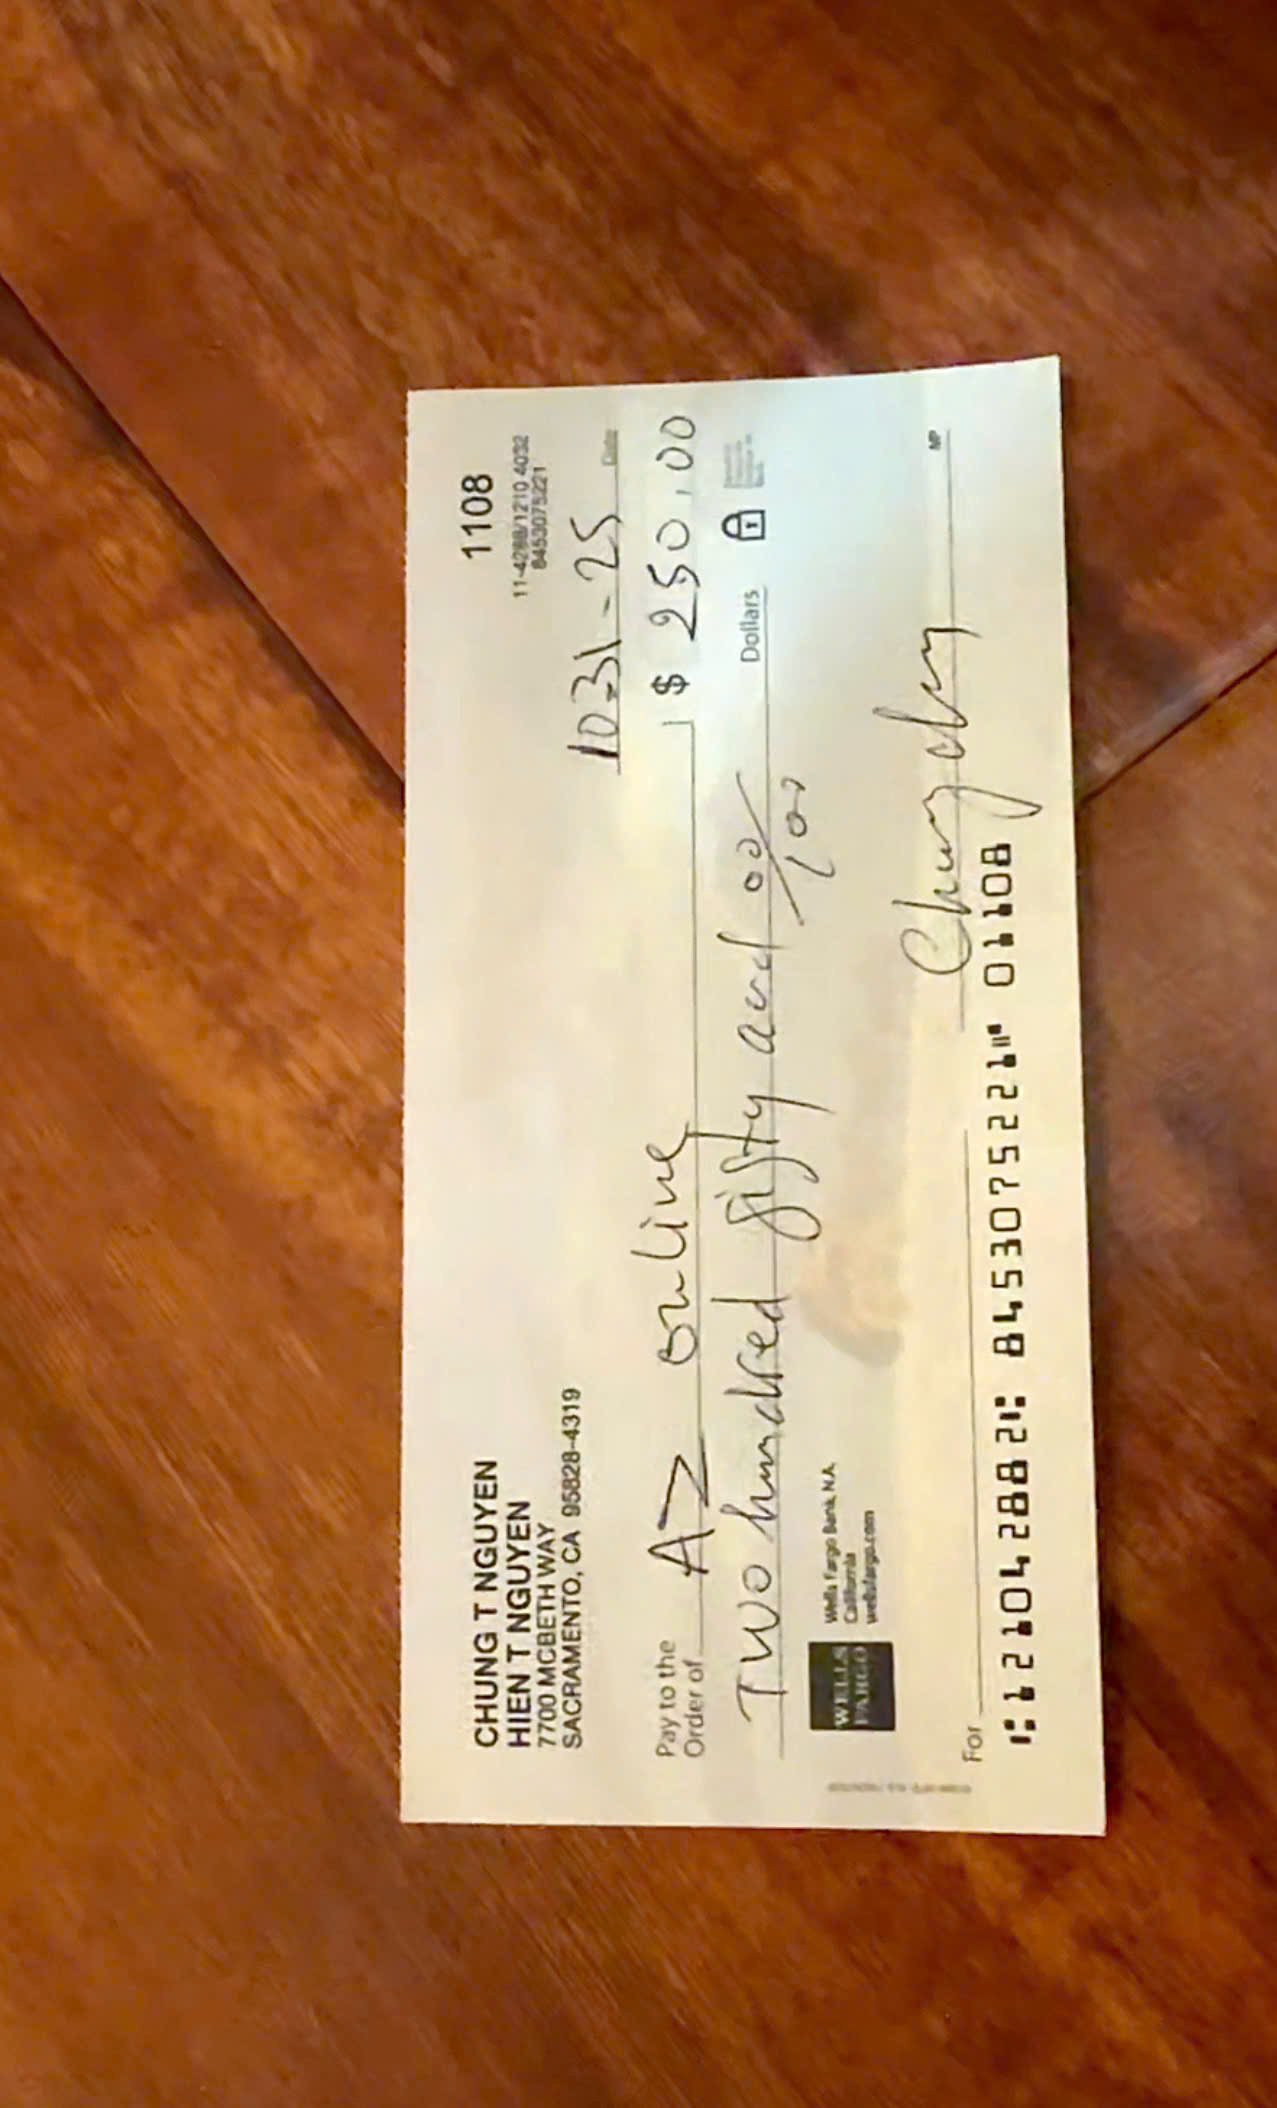 CHUNG T NGUYEN
HIEN T NGUYEN
7700 MCBETH WAY
SACRAMENTO, CA 95828-4319
1108
11-4288/1210 4032
8453075221
10-31-25 Date
Pay to the
Order of AZ online $ 250.00
Two hundred fifty and 00/100 Dollars
WELLS
FARGO
Wells Fargo Bank, N.A.
California
wellsfargo.com
For
MP
⑆121042882⑆ 8453075221⑈ 01108